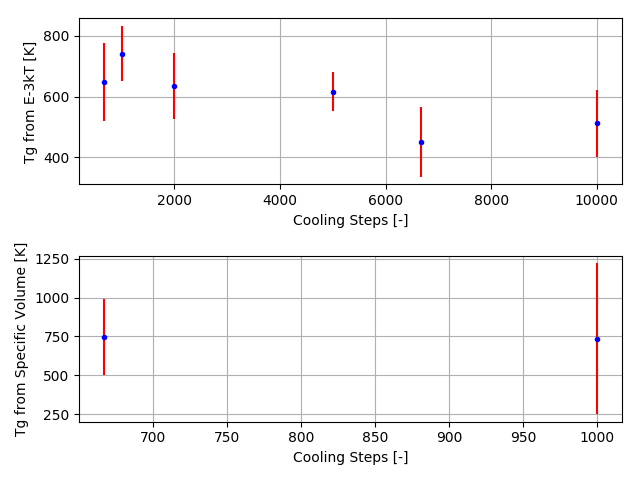 Tg from E-3kT [K]
800
600
400
2000 4000 6000 8000 10000
Cooling Steps [-]
Tg from Specific Volume [K]
1250
1000
750
500
250
700 750 800 850 900 950 1000
Cooling Steps [-]